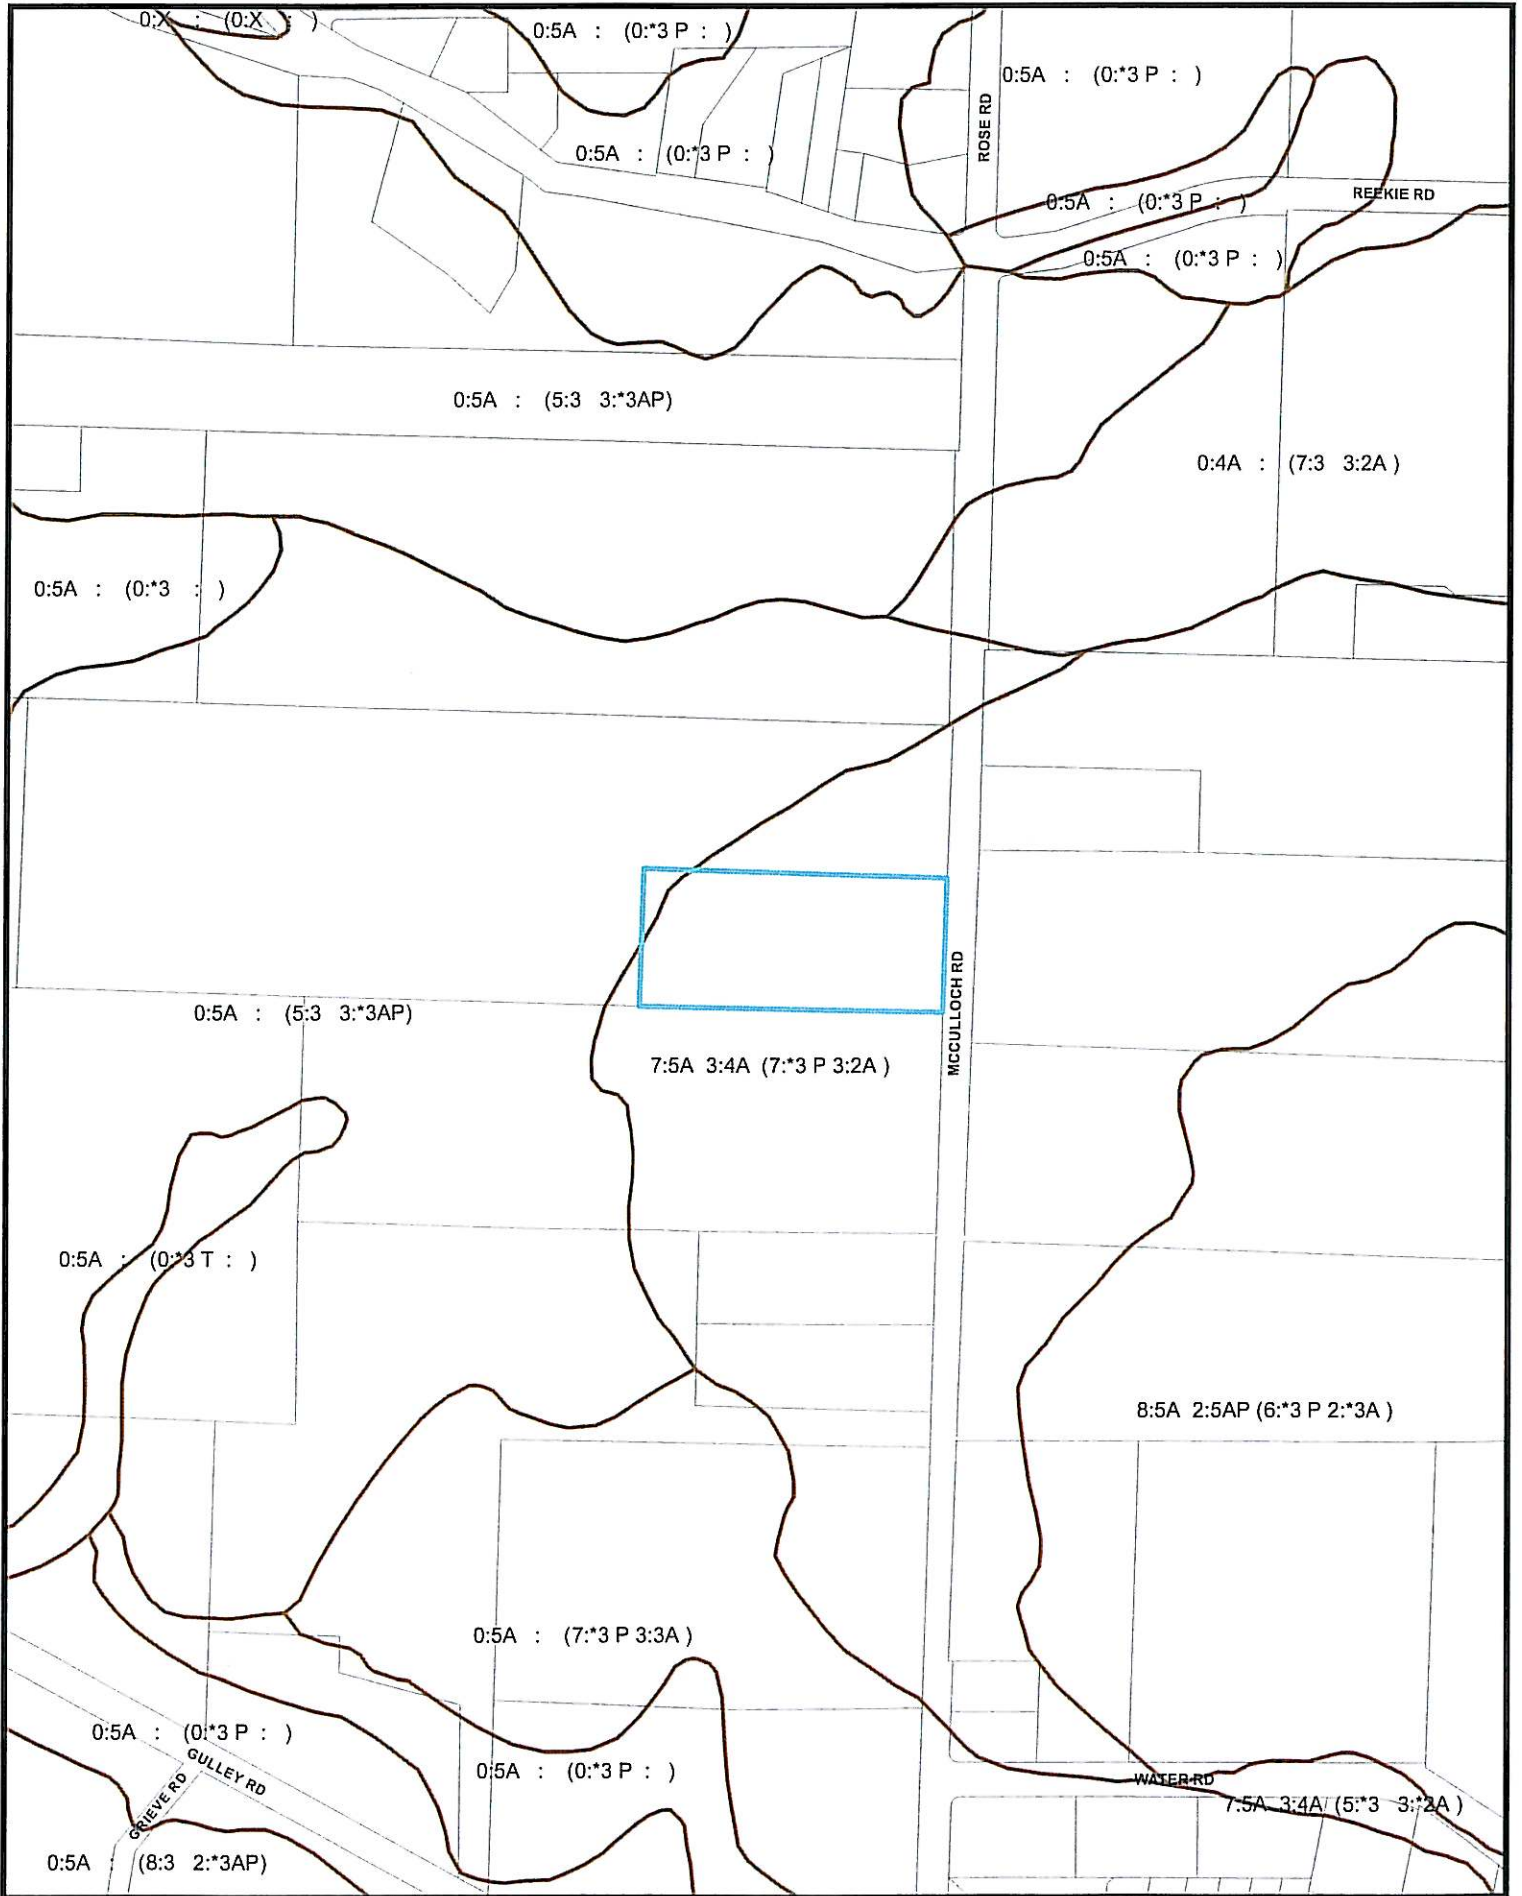 0:X : (0:X : )
0:5A : (0:*3 P : )
0:5A : (0:*3 P : )
ROSE RD
0:5A : (0:*3 P : )
0:5A : (0:*3 P : )
REEKIE RD
0:5A : (0:*3 P : )
0:5A : (5:3 3:*3AP)
0:4A : (7:3 3:2A )
0:5A : (0:*3 : )
MCCULLOCH RD
0:5A : (5:3 3:*3AP)
7:5A 3:4A (7:*3 P 3:2A )
0:5A : (0:*3 T : )
8:5A 2:5AP (6:*3 P 2:*3A )
0:5A : (7:*3 P 3:3A )
0:5A : (0:*3 P : )
GULLEY RD
0:5A : (0:*3 P : )
GRIEVE RD
WATER RD
7:5A 3:4A (5:*3 3:*2A )
0:5A : (8:3 2:*3AP)